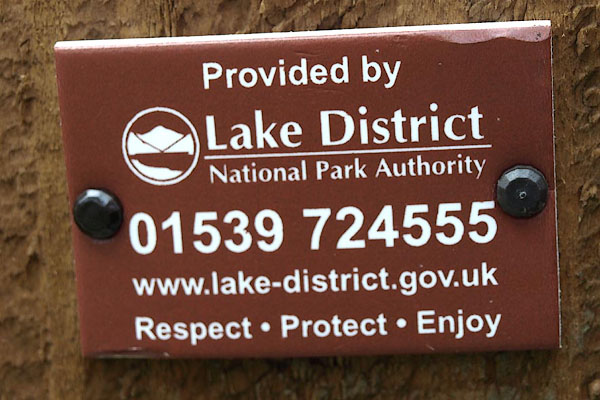 Provided by
Lake District
National Park Authority
01539 724555
www.lake-district.gov.uk
Respect • Protect • Enjoy